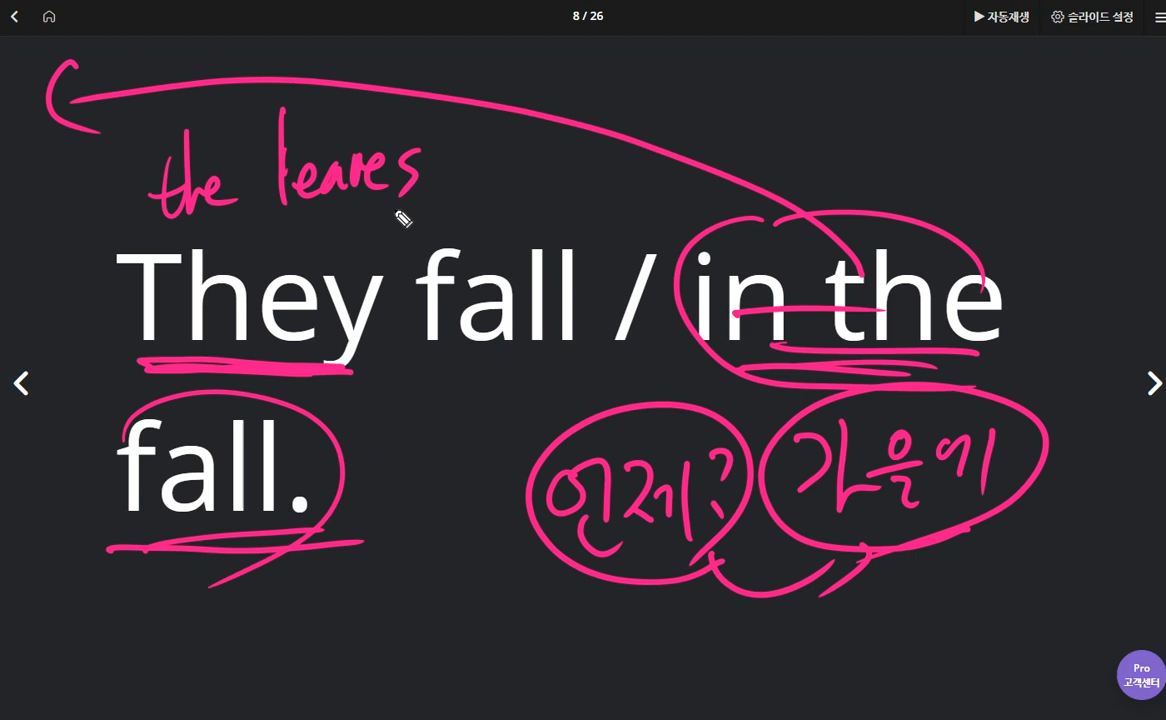 8 / 26
▶ 자동재생
슬라이드 설정
the leaves
They fall / in the
fall.
언제?
가을에
Pro
고객센터